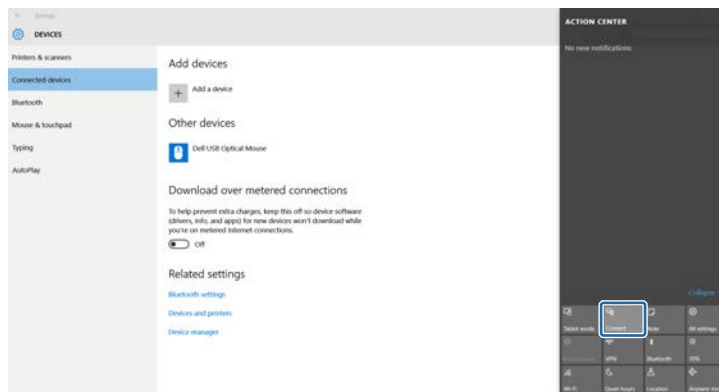 Settings
DEVICES
Printers & scanners
Connected devices
Bluetooth
Mouse & touchpad
Typing
AutoPlay
Add devices
Add a device
Other devices
Dell USB Optical Mouse
Download over metered connections
To help prevent extra charges, keep this off so device software
(drivers, info, and apps) for new devices won't download while
you're on metered Internet connections.
Off
Related settings
Bluetooth settings
Devices and printers
Device manager
ACTION CENTER
No new notifications
Collapse
Tablet mode Connect Note All settings
VPN Bluetooth
Wi-Fi Quiet hours Location Airplane mo